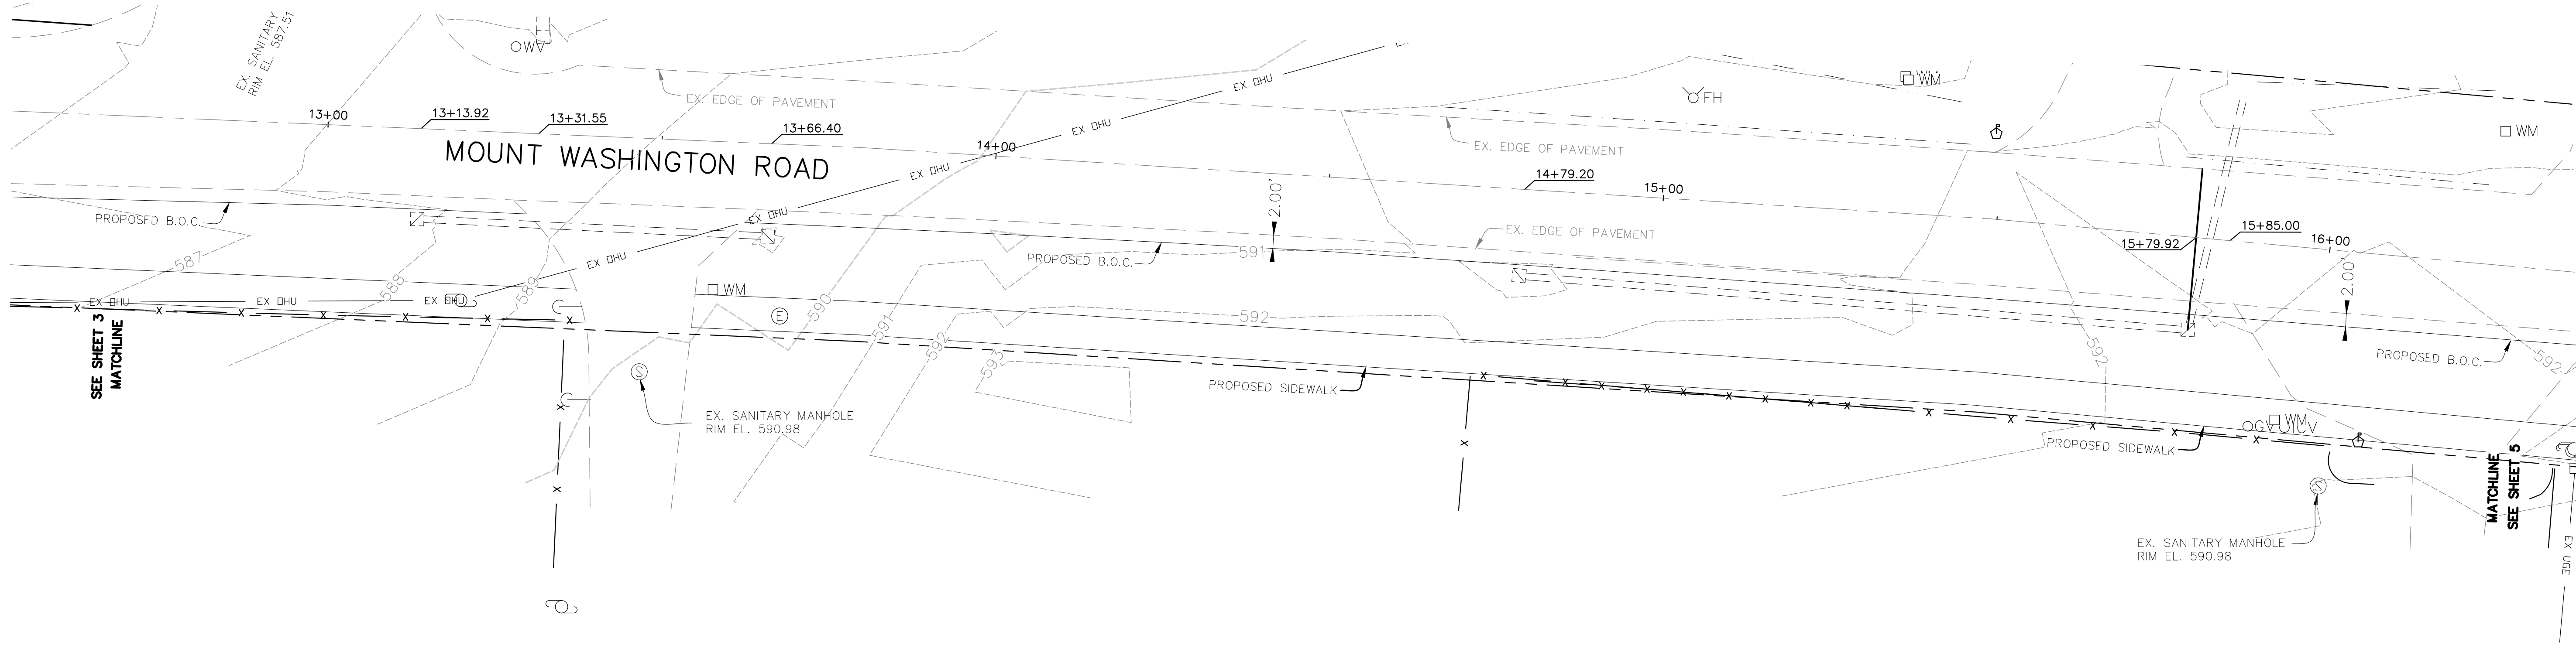 EX. SANITARY
RIM EL. 587.51
OWV
EX. EDGE OF PAVEMENT
EX OHU
EX OHU
EX OHU
EX OHU
EX OHU
EX OHU
EX OHU
EX OHU
13+00
13+13.92
13+31.55
13+66.40
14+00
MOUNT WASHINGTON ROAD
FH
WM
WM
EX. EDGE OF PAVEMENT
14+79.20
15+00
2.00'
EX. EDGE OF PAVEMENT
15+79.92
15+85.00
16+00
2.00'
PROPOSED B.O.C.
PROPOSED B.O.C.
PROPOSED B.O.C.
587
588
589
590
591
591
592
592
592
592
593
WM
E
S
SEE SHEET 3
MATCHLINE
EX. SANITARY MANHOLE
RIM EL. 590.98
PROPOSED SIDEWALK
PROPOSED SIDEWALK
WM
S
MATCHLINE
SEE SHEET 5
EX. SANITARY MANHOLE
RIM EL. 590.98
EX UGE